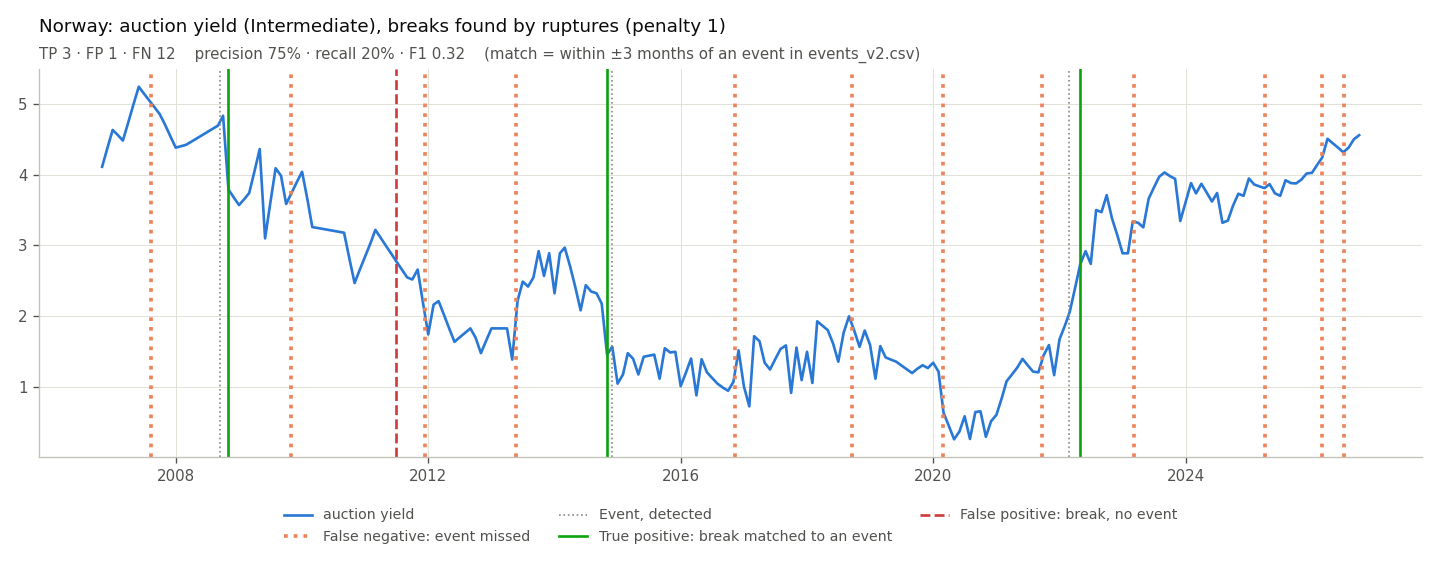 Norway: auction yield (Intermediate), breaks found by ruptures (penalty 1)
TP 3 · FP 1 · FN 12    precision 75% · recall 20% · F1 0.32    (match = within ±3 months of an event in events_v2.csv)
5
4
3
2
1
2008 2012 2016 2020 2024
auction yield Event, detected False positive: break, no event
False negative: event missed True positive: break matched to an event